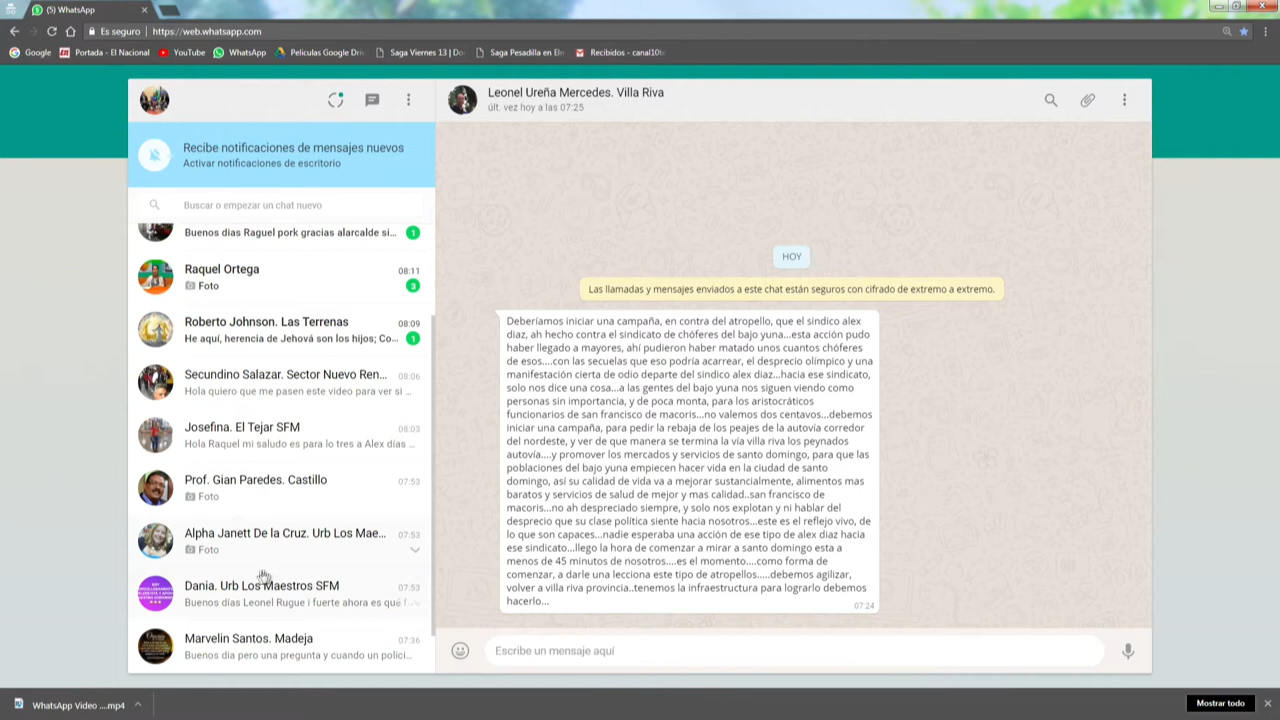 (5) WhatsApp
Es seguro https://web.whatsapp.com
Google Portada - El Nacional YouTube WhatsApp Peliculas Google Driv Saga Viernes 13 | Do Saga Pesadilla en Elm Recibidos - canal10t
Leonel Ureña Mercedes. Villa Riva
últ. vez hoy a las 07:25
Recibe notificaciones de mensajes nuevos
Activar notificaciones de escritorio
Buscar o empezar un chat nuevo
Buenos dias Raguel pork gracias alarcalde si... 1
Raquel Ortega 08:11
Foto 3
Roberto Johnson. Las Terrenas 08:09
He aquí, herencia de Jehová son los hijos; Co... 1
Secundino Salazar. Sector Nuevo Ren... 08:06
Hola quiero que me pasen este vídeo para ver si ...
Josefina. El Tejar SFM 08:03
Hola Raquel mi saludo es para lo tres a Alex días ...
Prof. Gian Paredes. Castillo 07:53
Foto
Alpha Janett De la Cruz. Urb Los Mae... 07:53
Foto
Dania. Urb Los Maestros SFM 07:53
Buenos días Leonel Rugue i fuerte ahora es que f...
Marvelin Santos. Madeja 07:36
Buenos dia pero una pregunta y cuando un polici...
HOY
Las llamadas y mensajes enviados a este chat están seguros con cifrado de extremo a extremo.
Deberíamos iniciar una campaña, en contra del atropello, que el sindico alex
diaz, ah hecho contra el sindicato de chóferes del bajo yuna...esta acción pudo
haber llegado a mayores, ahí pudieron haber matado unos cuantos chóferes
de esos....con las secuelas que eso podría acarrear, el desprecio olímpico y una
manifestación cierta de odio departe del sindico alex diaz...hacia ese sindicato,
solo nos dice una cosa...a las gentes del bajo yuna nos siguen viendo como
personas sin importancia, y de poca monta, para los aristocráticos
funcionarios de san francisco de macoris...no valemos dos centavos...debemos
iniciar una campaña, para pedir la rebaja de los peajes de la autovía corredor
del nordeste, y ver de que manera se termina la vía villa riva los peynados
autovía....y promover los mercados y servicios de santo domingo, para que las
poblaciones del bajo yuna empiecen hacer vida en la ciudad de santo
domingo, así su calidad de vida va a mejorar sustancialmente, alimentos mas
baratos y servicios de salud de mejor y mas calidad..san francisco de
macoris...no ah despreciado siempre, y solo nos explotan y ni hablar del
desprecio que su clase política siente hacia nosotros...este es el reflejo vivo, de
lo que son capaces...nadie esperaba una acción de ese tipo de alex diaz hacia
ese sindicato...llego la hora de comenzar a mirar a santo domingo esta a
menos de 45 minutos de nosotros....es el momento....como forma de
comenzar, a darle una lecciona este tipo de atropellos.....debemos agilizar,
volver a villa riva provincia..tenemos la infraestructura para lograrlo debemos
hacerlo...
07:24
Escribe un mensaje aquí
WhatsApp Video ....mp4
Mostrar todo